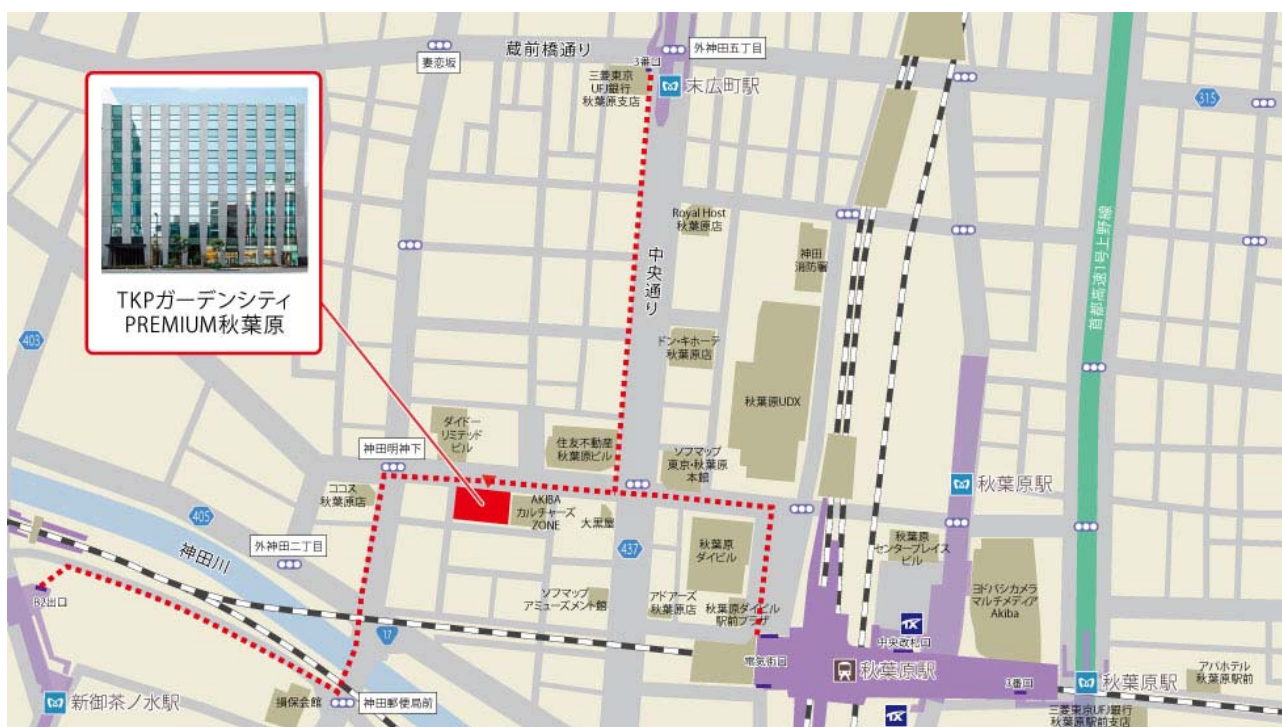 蔵前橋通り
妻恋坂
外神田五丁目
3番口
三菱東京
UFJ銀行
秋葉原支店
末広町駅
315
TKPガーデンシティ
PREMIUM秋葉原
Royal Host
秋葉原店
神田
消防署
中央通り
首都高速1号上野線
403
ドン・キホーテ
秋葉原店
秋葉原UDX
ダイドー
リミテッド
ビル
住友不動産
秋葉原ビル
ソフマップ
東京・秋葉原
本館
神田明神下
秋葉原駅
ココス
秋葉原店
AKIBA
カルチャーズ
ZONE
大黒屋
405
外神田二丁目
神田川
437
秋葉原
ダイビル
秋葉原
センタープレイス
ビル
ヨドバシカメラ
マルチメディア
Akiba
B2出口
ソフマップ
アミューズメント館
アドアーズ
秋葉原店
秋葉原ダイビル
駅前プラザ
17
TX
中央改札口
電気街口
秋葉原駅
3番口
秋葉原駅
アパホテル
秋葉原駅前
新御茶ノ水駅
損保会館
神田郵便局前
TX
三菱東京UFJ銀行
秋葉原駅前支店